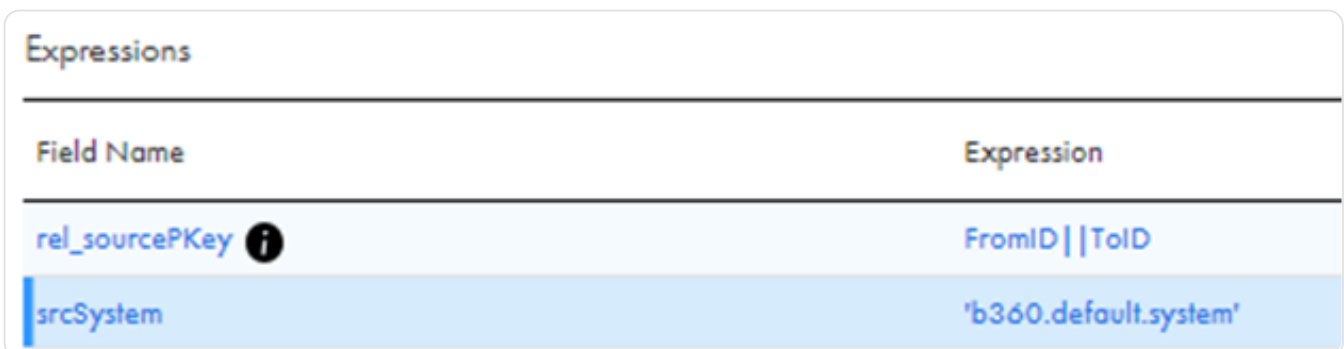 Expressions
Field Name Expression
rel_sourcePKey i FromID||ToID
srcSystem 'b360.default.system'